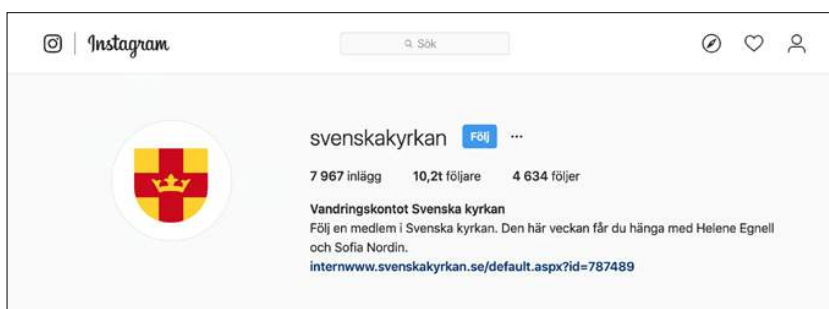 Instagram
Sök
svenskakyrkan Följ ...
7 967 inlägg 10,2t följare 4 634 följer
Vandringskontot Svenska kyrkan
Följ en medlem i Svenska kyrkan. Den här veckan får du hänga med Helene Egnell
och Sofia Nordin.
internwww.svenskakyrkan.se/default.aspx?id=787489